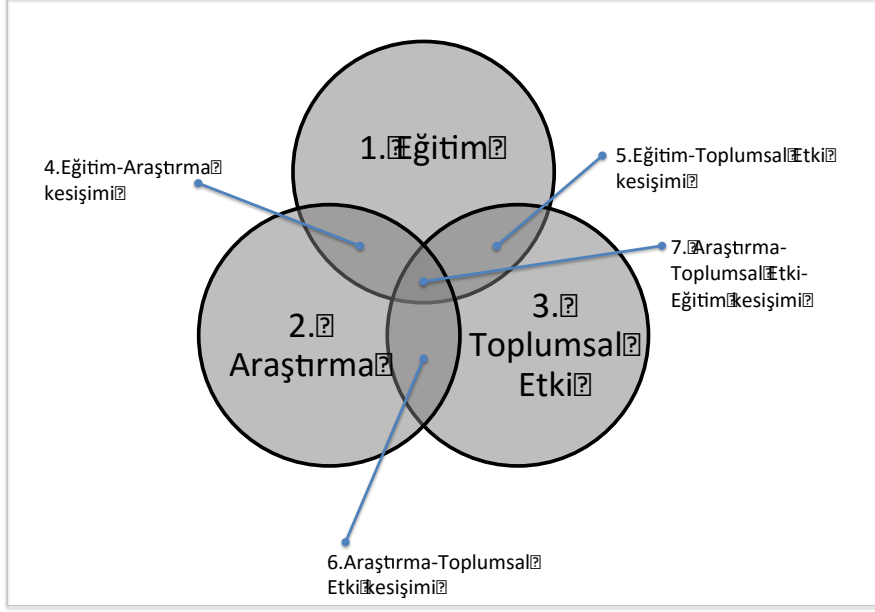 1. Eğitim
4.Eğitim-Araştırma
kesişimi
5.Eğitim-Toplumsal Etki
kesişimi
7. Araştırma-
Toplumsal Etki-
Eğitim kesişimi
2.
Araştırma
3.
Toplumsal
Etki
6.Araştırma-Toplumsal
Etki kesişimi